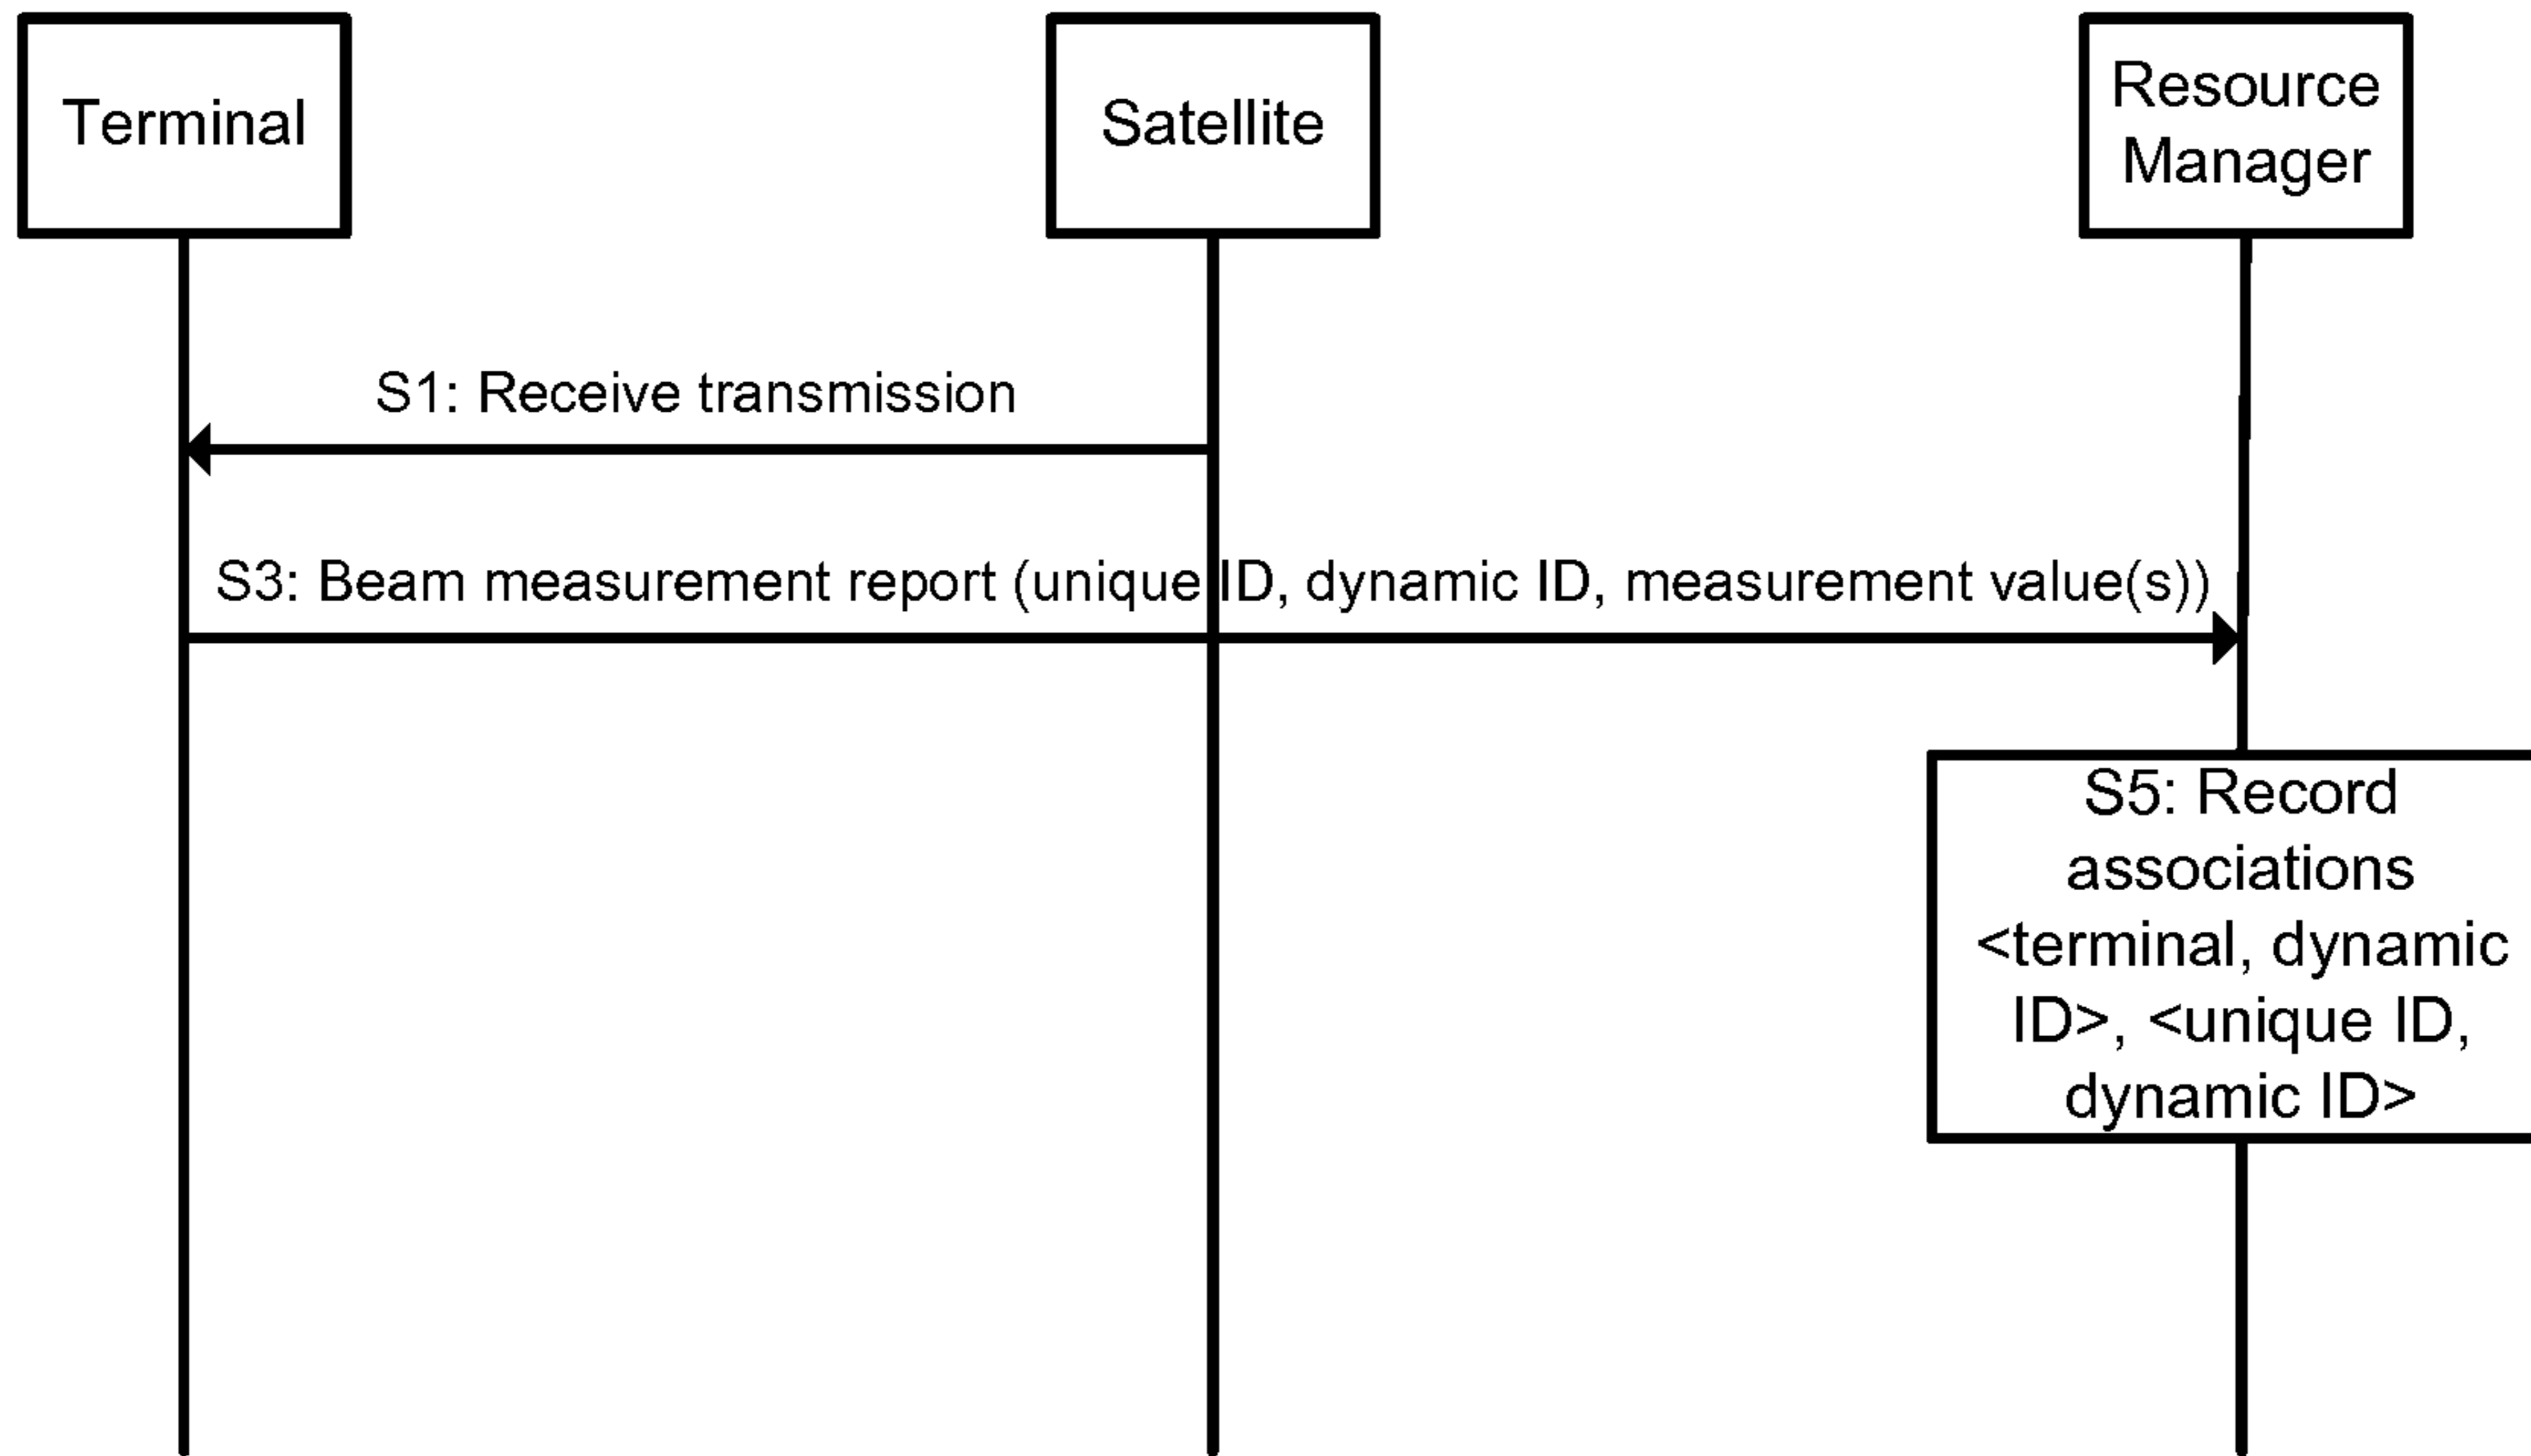 Terminal
Satellite
Resource
Manager
S1: Receive transmission
S3: Beam measurement report (unique ID, dynamic ID, measurement value(s))
S5: Record
associations
<terminal, dynamic
ID>, <unique ID,
dynamic ID>